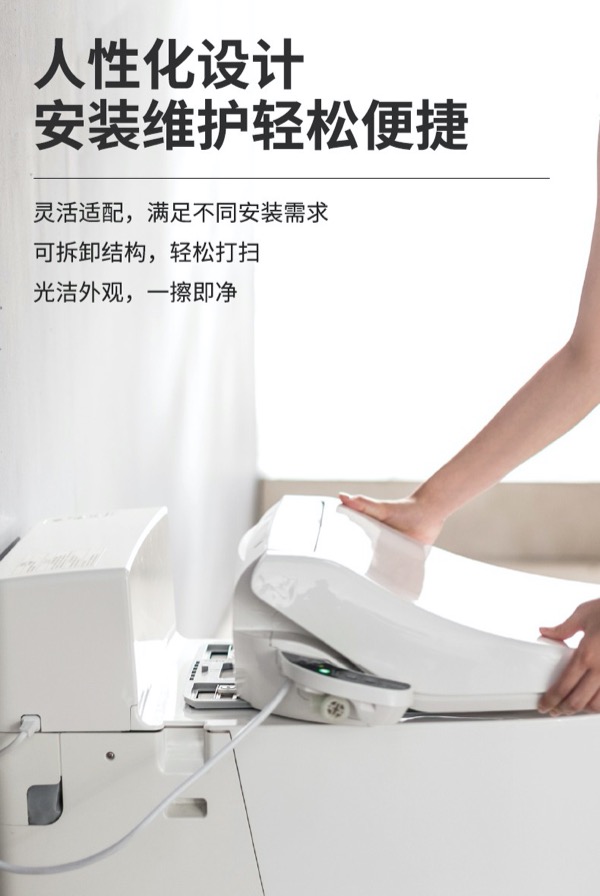 人性化设计
安装维护轻松便捷
灵活适配，满足不同安装需求
可拆卸结构，轻松打扫
光洁外观，一擦即净